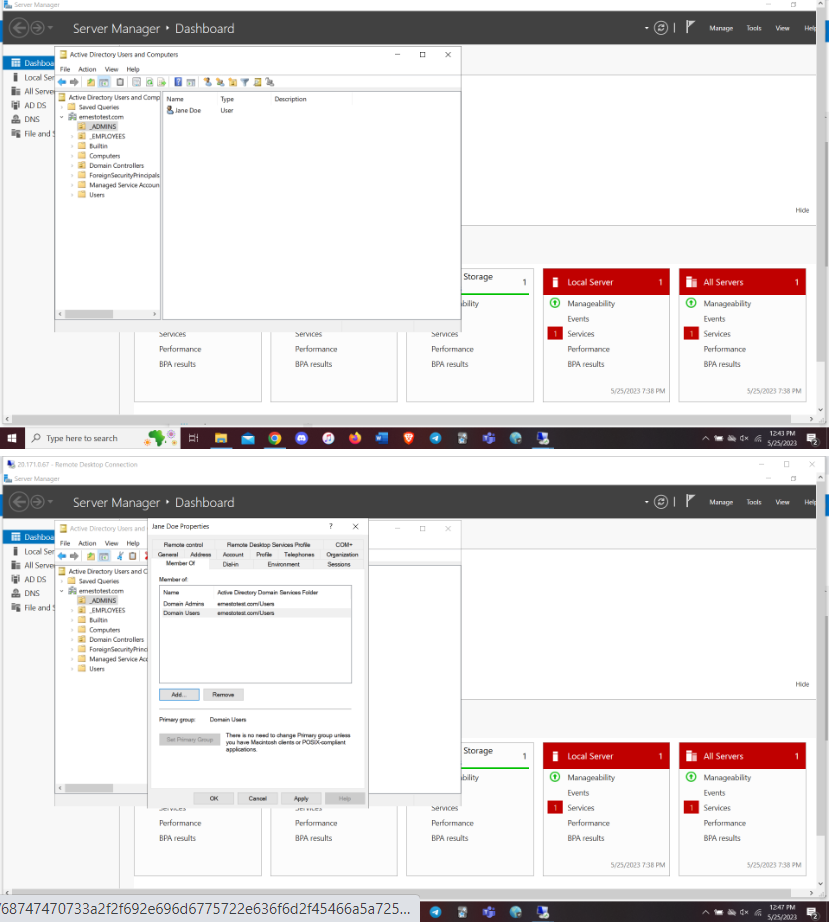 Server Manager
Server Manager • Dashboard
Manage Tools View Help
Dashboa
Local Ser
All Serve
AD DS
DNS
File and S
Active Directory Users and Computers
File Action View Help
Active Directory Users and Comp
Saved Queries
ernestotest.com
_ADMINS
_EMPLOYEES
Builtin
Computers
Domain Controllers
ForeignSecurityPrincipals
Managed Service Accoun
Users
Name Type Description
Jane Doe User
Hide
Services
Performance
BPA results
Services
Performance
BPA results
Storage 1
bility
Services
Performance
BPA results
Local Server 1
Manageability
Events
1 Services
Performance
BPA results
5/25/2023 7:38 PM
All Servers 1
Manageability
Events
1 Services
Performance
BPA results
5/25/2023 7:38 PM
Type here to search
12:43 PM
5/25/2023
2
20.171.0.67 - Remote Desktop Connection
Server Manager
Server Manager • Dashboard
Manage Tools View Help
Dashboa
Local Ser
All Serve
AD DS
DNS
File and S
Active Directory Users and
File Action View Help
Active Directory Users and C
Saved Queries
ernestotest.com
_ADMINS
_EMPLOYEES
Builtin
Computers
Domain Controllers
ForeignSecurityPrinc
Managed Service Acc
Users
Jane Doe Properties
?
Remote control Remote Desktop Services Profile COM+
General Address Account Profile Telephones Organization
Member Of Dial-in Environment Sessions
Member of:
Name Active Directory Domain Services Folder
Domain Admins ernestotest.com/Users
Domain Users ernestotest.com/Users
Add... Remove
Primary group: Domain Users
Set Primary Group
There is no need to change Primary group unless
you have Macintosh clients or POSIX-compliant
applications.
OK Cancel Apply Help
Hide
Services
Performance
BPA results
Services
Performance
BPA results
Storage 1
bility
Services
Performance
BPA results
Local Server 1
Manageability
Events
1 Services
Performance
BPA results
5/25/2023 7:38 PM
All Servers 1
Manageability
Events
1 Services
Performance
BPA results
5/25/2023 7:38 PM
/68747470733a2f2f692e696d6775722e636f6d2f45466a5a725...
12:47 PM
5/25/2023
2